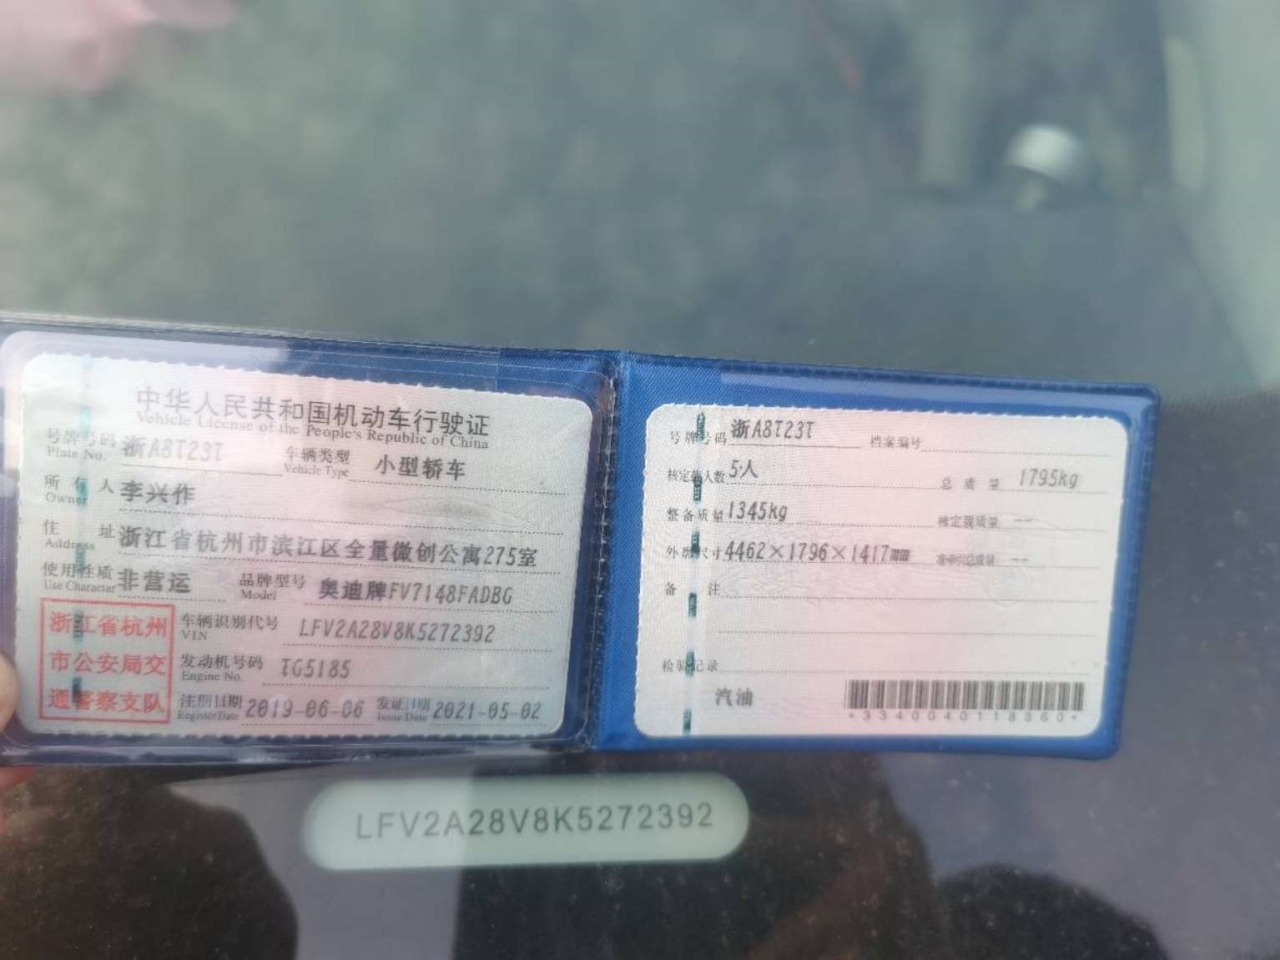 中华人民共和国机动车行驶证
Vehicle License of the People's Republic of China
号牌号码 浙A8T23T 车辆类型 小型轿车
Plate No. Vehicle Type
所有人 李兴作
Owner
住址 浙江省杭州市滨江区全量微创公寓275室
Address
使用性质 非营运 品牌型号 奥迪牌FV7148FADBG
Use Character Model
浙江省杭州
市公安局交
通警察支队
车辆识别代号 LFV2A28V8K5272392
VIN
发动机号码 TG5185
Engine No.
注册日期 2019-06-06 发证日期 2021-05-02
Register Date Issue Date
号牌号码 浙A8T23T 档案编号
核定载人数 5人 总质量 1795kg
整备质量 1345kg 核定载质量 --
外廓尺寸 4462×1796×1417mm 准牵引总质量 --
备注
检验记录
汽油
*3340040118960*
LFV2A28V8K5272392